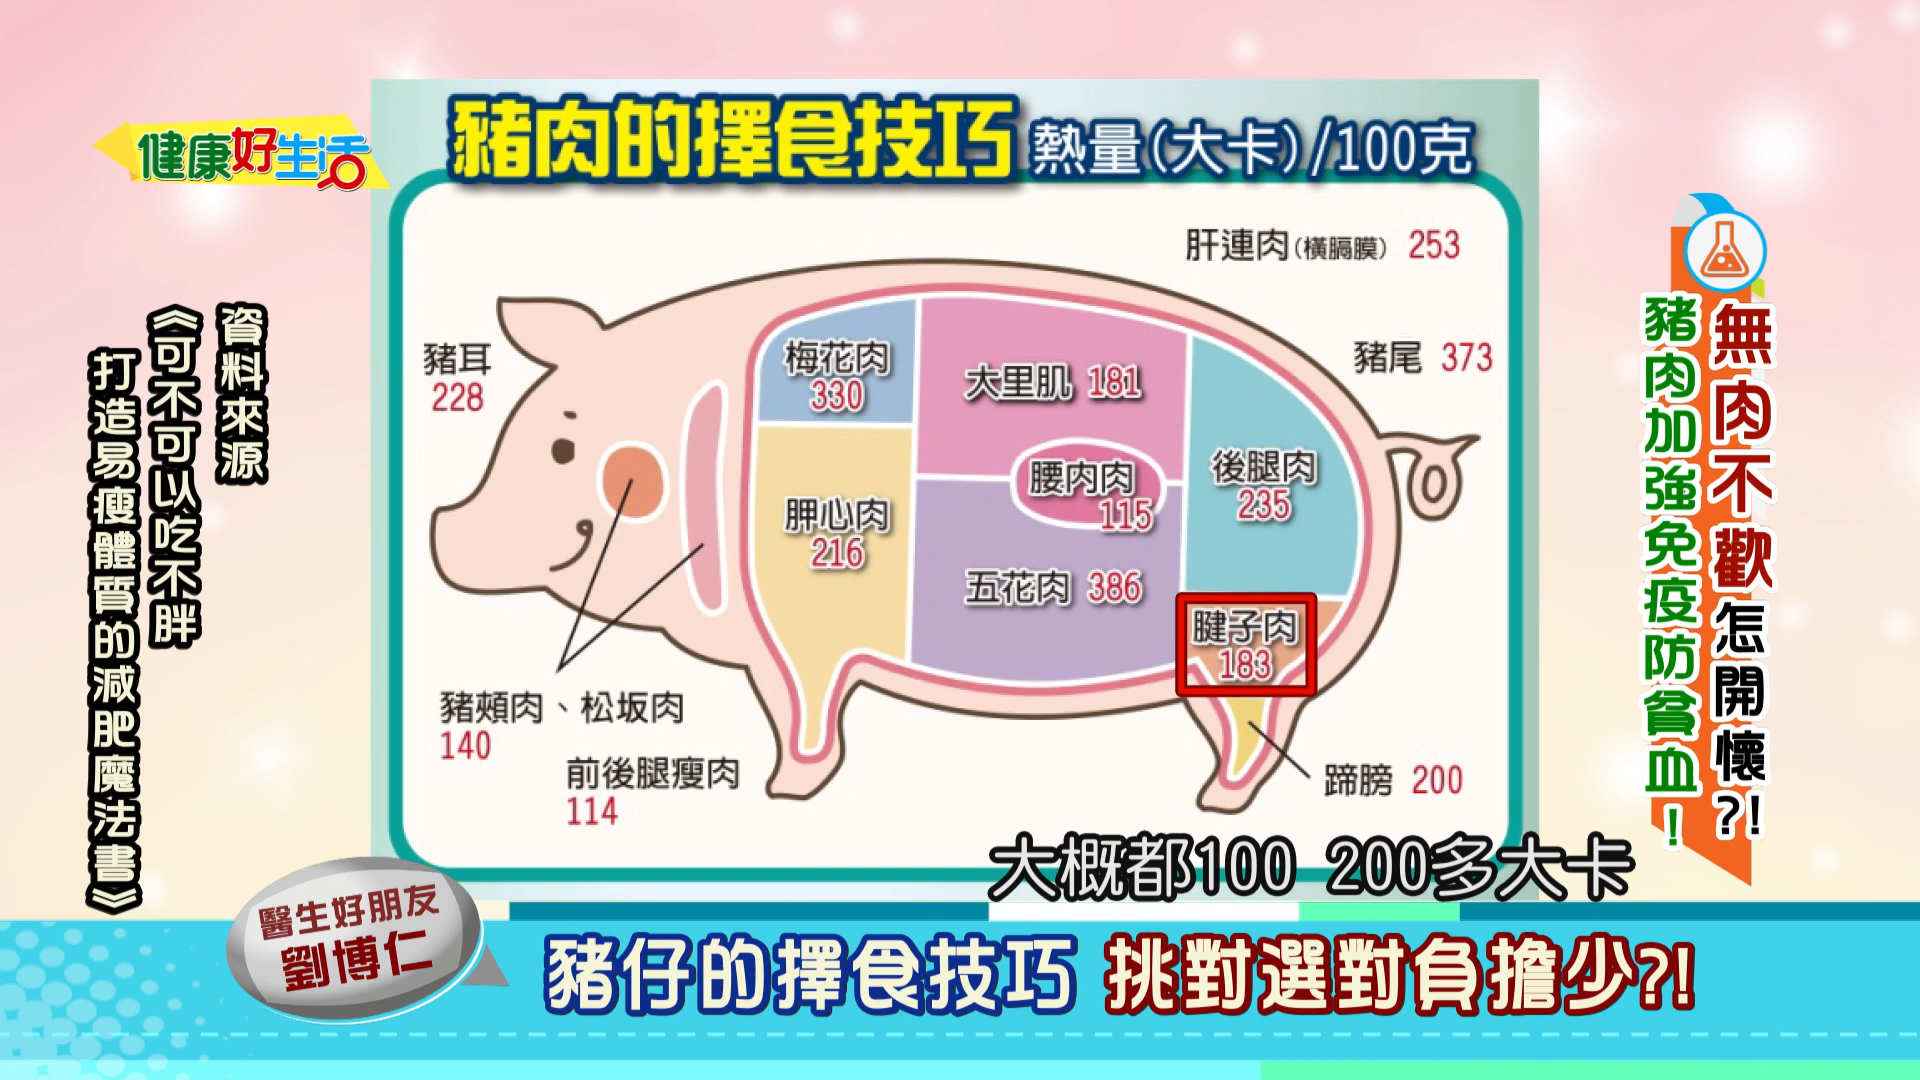 健康好生活
豬肉的擇食技巧 熱量(大卡)/100克
肝連肉(橫膈膜) 253
豬耳
228
豬尾 373
梅花肉
330
大里肌 181
腰內肉
115
後腿肉
235
胛心肉
216
五花肉 386
腱子肉
183
豬頰肉、松坂肉
140
前後腿瘦肉
114
蹄膀 200
資料來源
《可不可以吃不胖
打造易瘦體質的減肥魔法書》
無肉不歡怎開懷?!
豬肉加強免疫防貧血!
大概都100 200多大卡
醫生好朋友
劉博仁
豬仔的擇食技巧 挑對選對負擔少?!